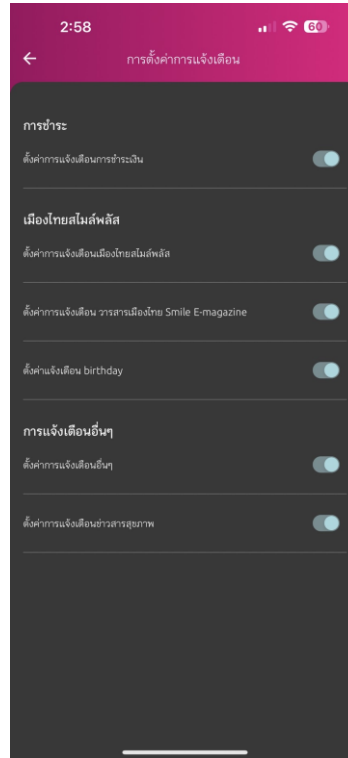 2:58
60
การตั้งค่าการแจ้งเตือน
การชำระ
ตั้งค่าการแจ้งเตือนการชำระเงิน
เมืองไทยสไมล์พลัส
ตั้งค่าการแจ้งเตือนเมืองไทยสไมล์พลัส
ตั้งค่าการแจ้งเตือน วารสารเมืองไทย Smile E-magazine
ตั้งค่าแจ้งเตือน birthday
การแจ้งเตือนอื่นๆ
ตั้งค่าการแจ้งเตือนอื่นๆ
ตั้งค่าการแจ้งเตือนข่าวสารสุขภาพ